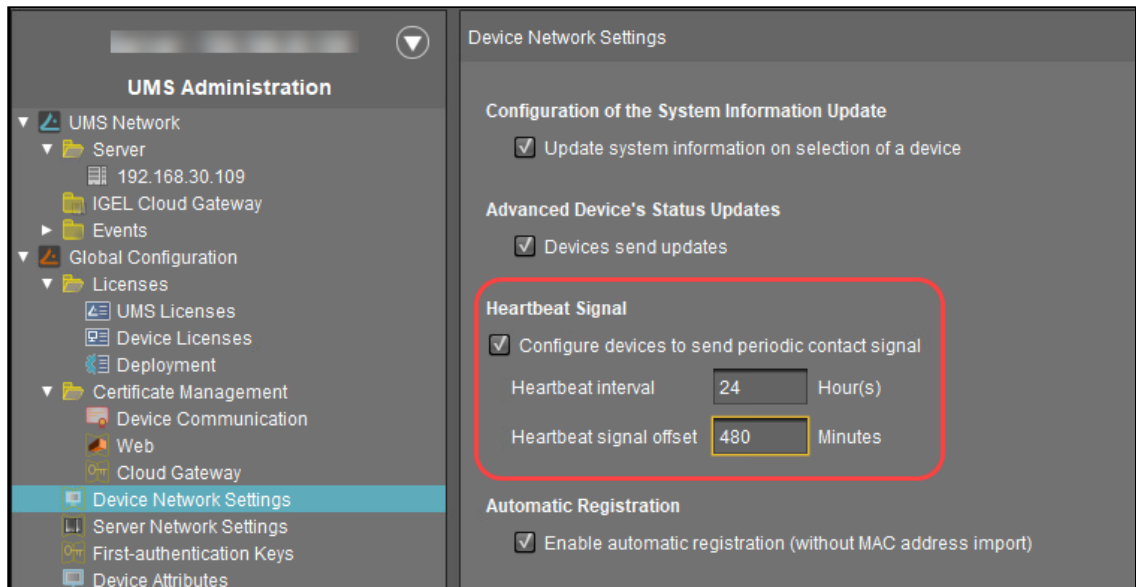 UMS Administration
UMS Network
Server
192.168.30.109
IGEL Cloud Gateway
Events
Global Configuration
Licenses
UMS Licenses
Device Licenses
Deployment
Certificate Management
Device Communication
Web
Cloud Gateway
Device Network Settings
Server Network Settings
First-authentication Keys
Device Attributes
Device Network Settings
Configuration of the System Information Update
Update system information on selection of a device
Advanced Device's Status Updates
Devices send updates
Heartbeat Signal
Configure devices to send periodic contact signal
Heartbeat interval 24 Hour(s)
Heartbeat signal offset 480 Minutes
Automatic Registration
Enable automatic registration (without MAC address import)